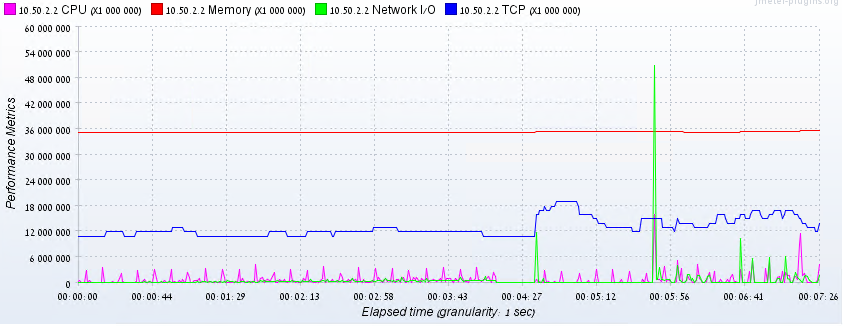 jmeter-plugins.org
10.50.2.2 CPU (X1 000 000) 10.50.2.2 Memory (X1 000 000) 10.50.2.2 Network I/O 10.50.2.2 TCP (X1 000 000)
60 000 000
54 000 000
48 000 000
42 000 000
36 000 000
30 000 000
24 000 000
18 000 000
12 000 000
6 000 000
0
Performance Metrics
00:00:00 00:00:44 00:01:29 00:02:13 00:02:58 00:03:43 00:04:27 00:05:12 00:05:56 00:06:41 00:07:26
Elapsed time (granularity: 1 sec)